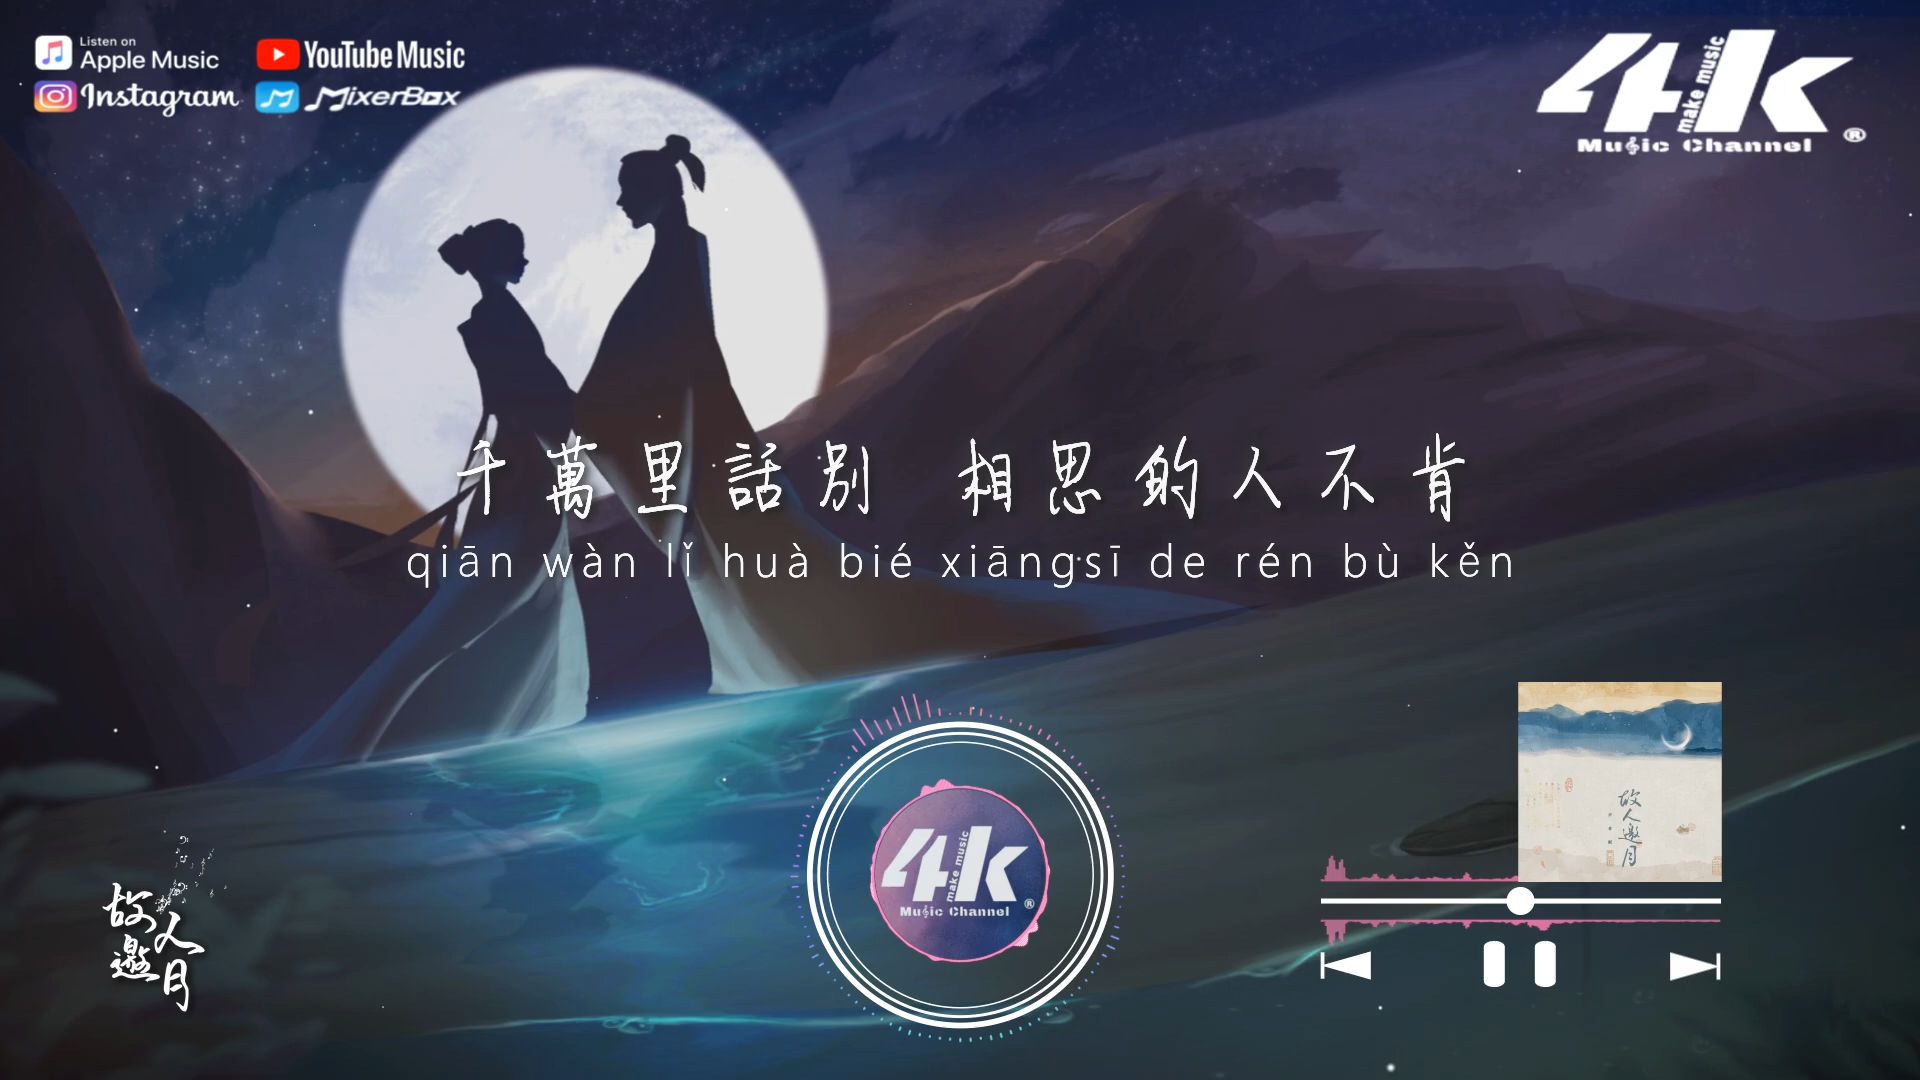 Listen on
Apple Music
YouTube Music
Instagram
MixerBox
4K
make music
Music Channel
®
千萬里話別 相思的人不肯
qiān wàn lǐ huà bié xiāng sī de rén bù kěn
4K
make music
Music Channel
®
故人邀月
故人邀月